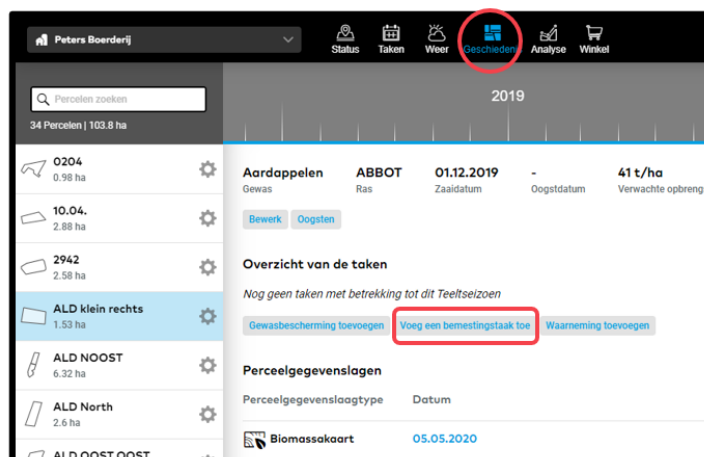 Peters Boerderij
Status Taken Weer Geschiedenis Analyse Winkel
Percelen zoeken
34 Percelen | 103.8 ha
2019
0204
0.98 ha
10.04.
2.88 ha
2942
2.58 ha
ALD klein rechts
1.53 ha
ALD NOOST
6.32 ha
ALD North
2.6 ha
ALD OOST OOST
Aardappelen ABBOT 01.12.2019 - 41 t/ha
Gewas Ras Zaaidatum Oogstdatum Verwachte opbreng
Bewerk Oogsten
Overzicht van de taken
Nog geen taken met betrekking tot dit Teeltseizoen
Gewasbescherming toevoegen Voeg een bemestingstaak toe Waarneming toevoegen
Perceelgegevenslagen
Perceelgegevenslaagtype Datum
Biomassakaart 05.05.2020